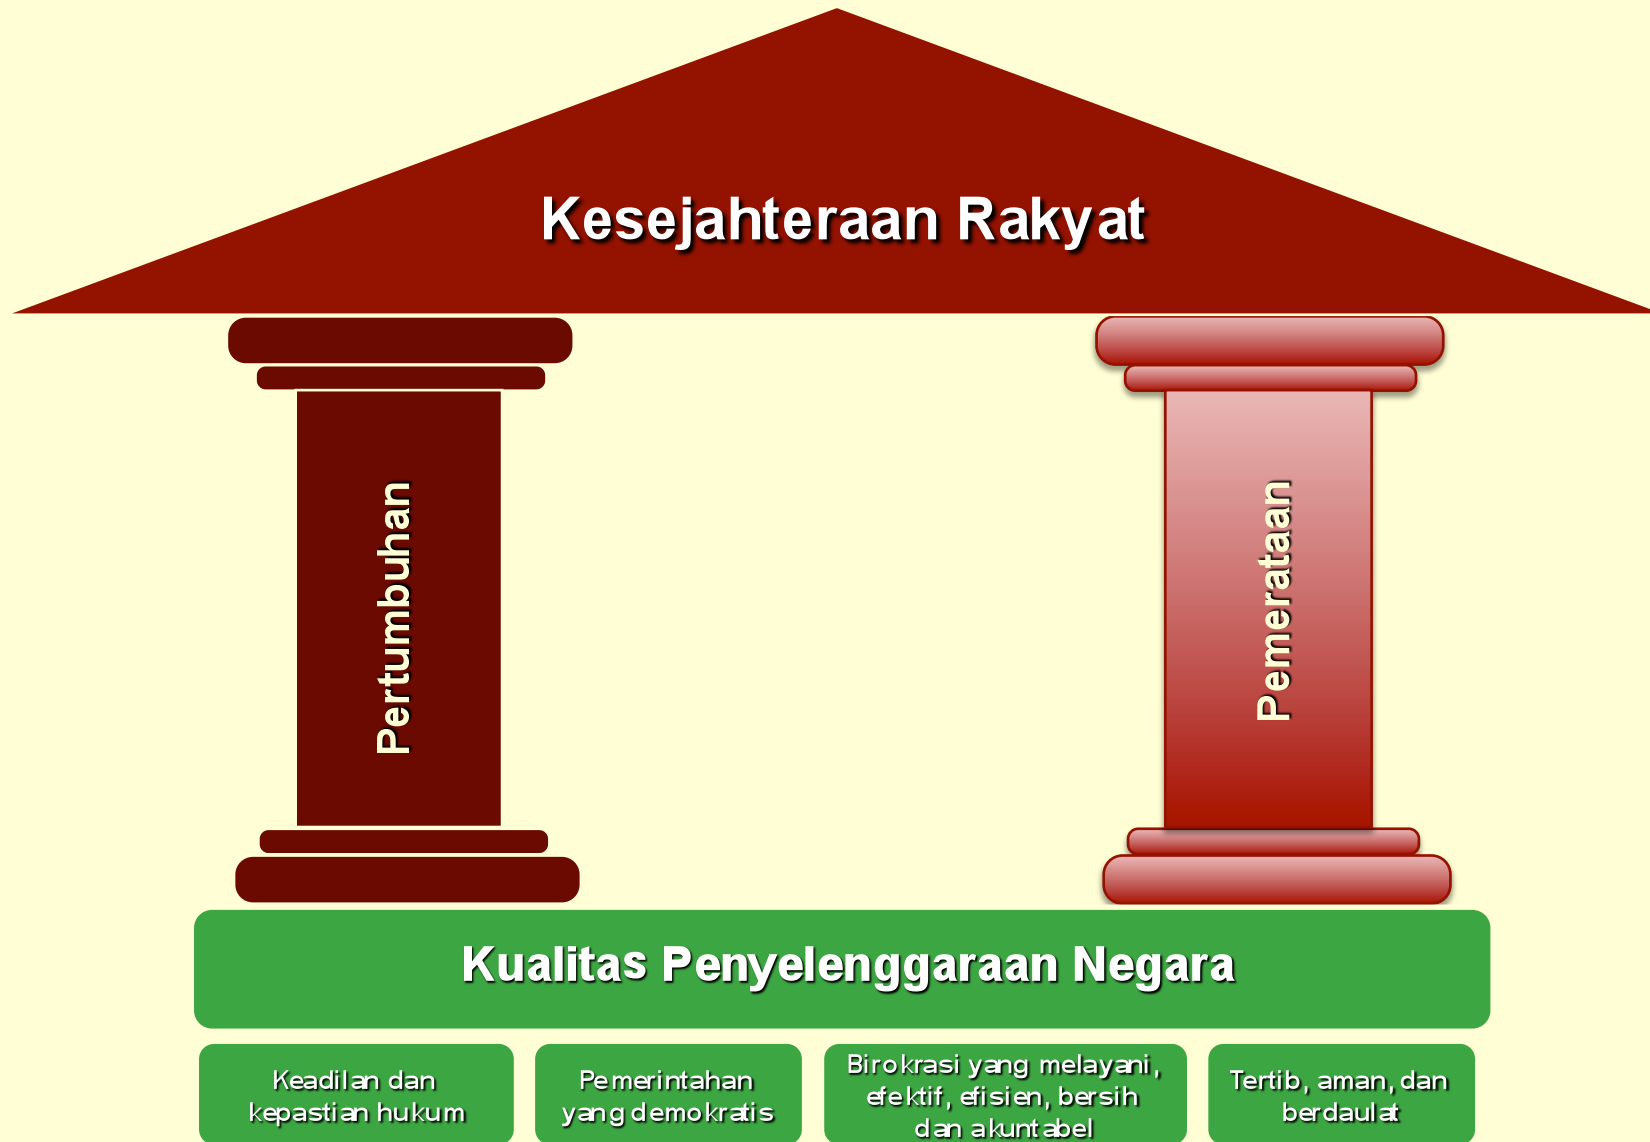 Kesejahteraan Rakyat
Pertumbuhan
Pemerataan
Kualitas Penyelenggaraan Negara
Keadilan dan
kepastian hukum
Pemerintahan
yang demokratis
Birokrasi yang melayani,
efektif, efisien, bersih
dan akuntabel
Tertib, aman, dan
berdaulat